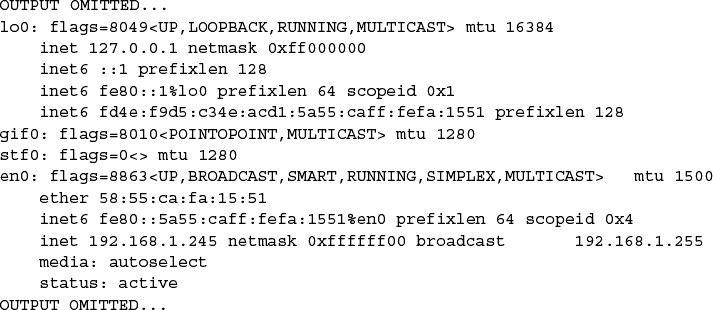 OUTPUT OMITTED...
lo0: flags=8049<UP,LOOPBACK,RUNNING,MULTICAST> mtu 16384
inet 127.0.0.1 netmask 0xff000000
inet6 ::1 prefixlen 128
inet6 fe80::1%lo0 prefixlen 64 scopeid 0x1
inet6 fd4e:f9d5:c34e:acd1:5a55:caff:fefa:1551 prefixlen 128
gif0: flags=8010<POINTOPOINT,MULTICAST> mtu 1280
stf0: flags=0<> mtu 1280
en0: flags=8863<UP,BROADCAST,SMART,RUNNING,SIMPLEX,MULTICAST> mtu 1500
ether 58:55:ca:fa:15:51
inet6 fe80::5a55:caff:fefa:1551%en0 prefixlen 64 scopeid 0x4
inet 192.168.1.245 netmask 0xffffff00 broadcast 192.168.1.255
media: autoselect
status: active
OUTPUT OMITTED...